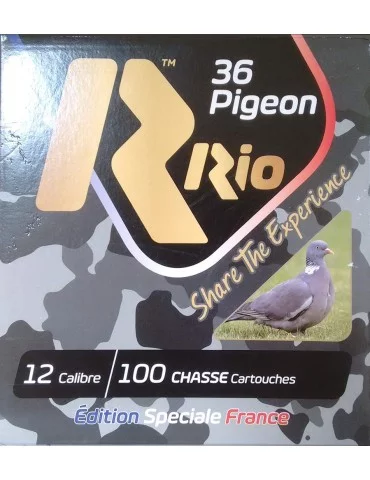 ™
36
Pigeon
Rio
Share The Experience
12 Calibre / 100 CHASSE Cartouches
Édition Speciale France